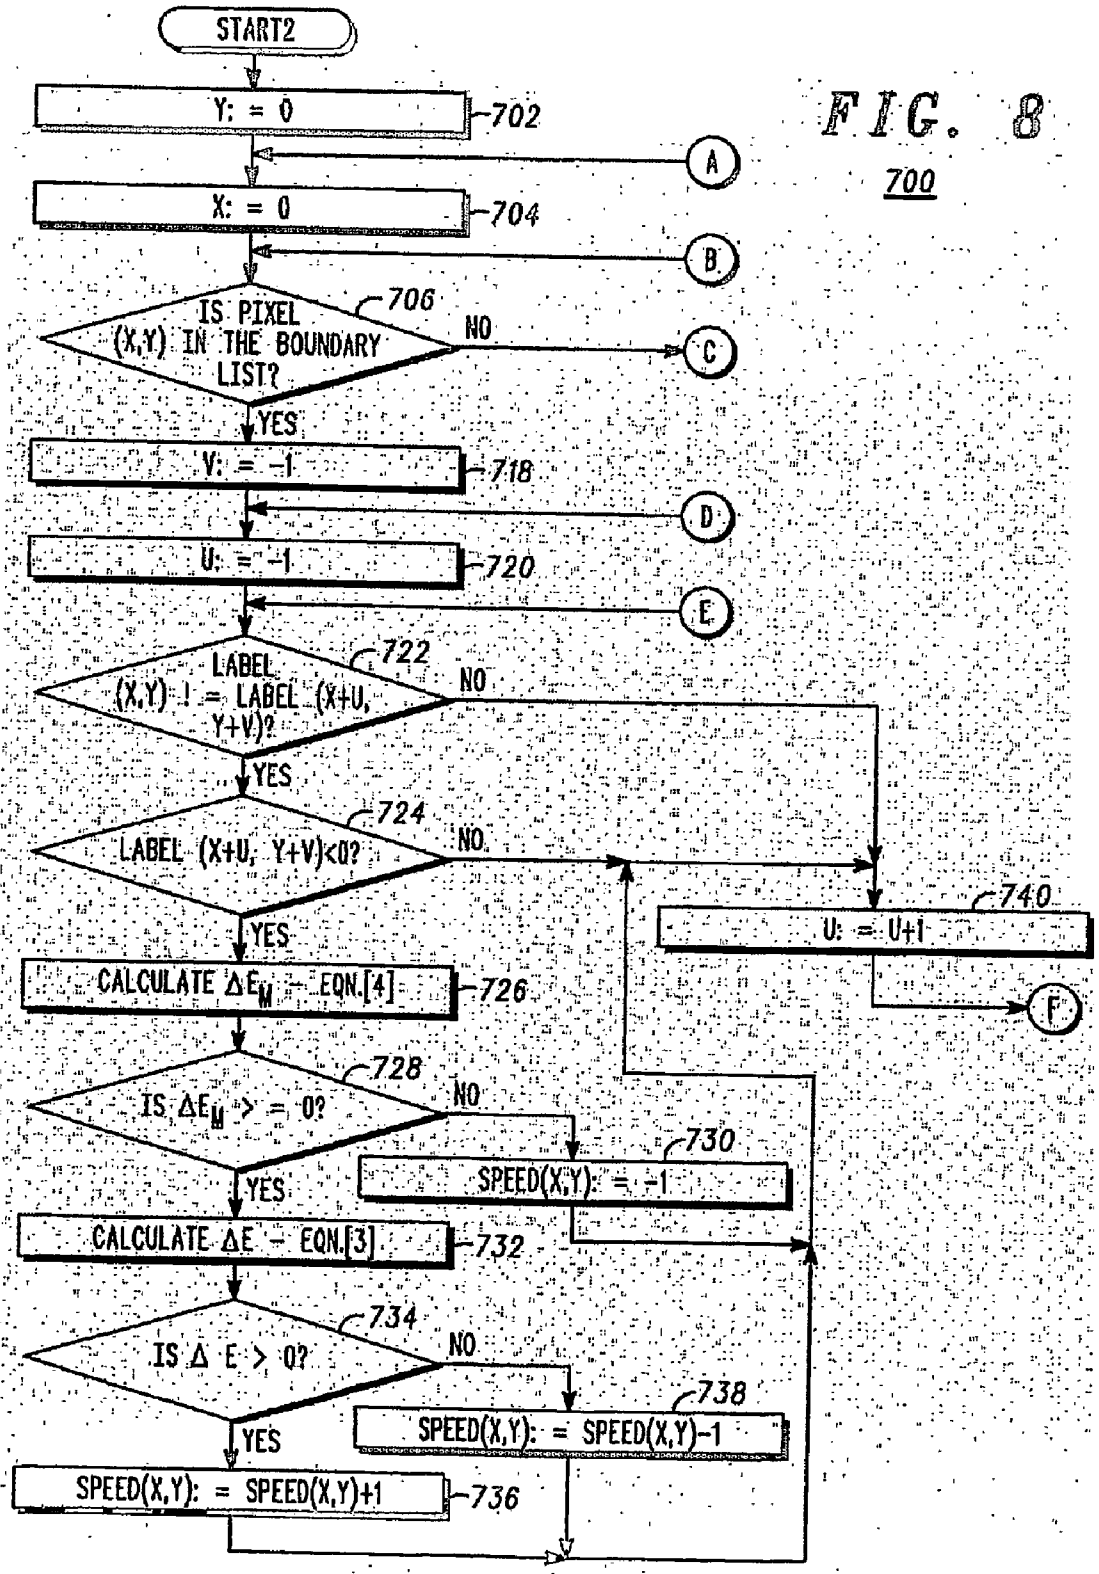 START2
FIG. 8
700
Y: = 0
702
A
X: = 0
704
B
706
IS PIXEL
(X,Y) IN THE BOUNDARY
LIST?
NO
C
YES
V: = -1
718
D
U: = -1
720
E
722
LABEL
(X,Y) ! = LABEL (X+U,
Y+V)?
NO
YES
724
LABEL (X+U, Y+V)<0?
NO
740
U: = U+1
YES
F
CALCULATE ΔEM - EQN.[4]
726
728
IS ΔEM > = 0?
NO
730
SPEED(X,Y): = -1
YES
CALCULATE ΔE - EQN.[3]
732
734
IS Δ E > 0?
NO
738
SPEED(X,Y): = SPEED(X,Y)-1
YES
SPEED(X,Y): = SPEED(X,Y)+1
736